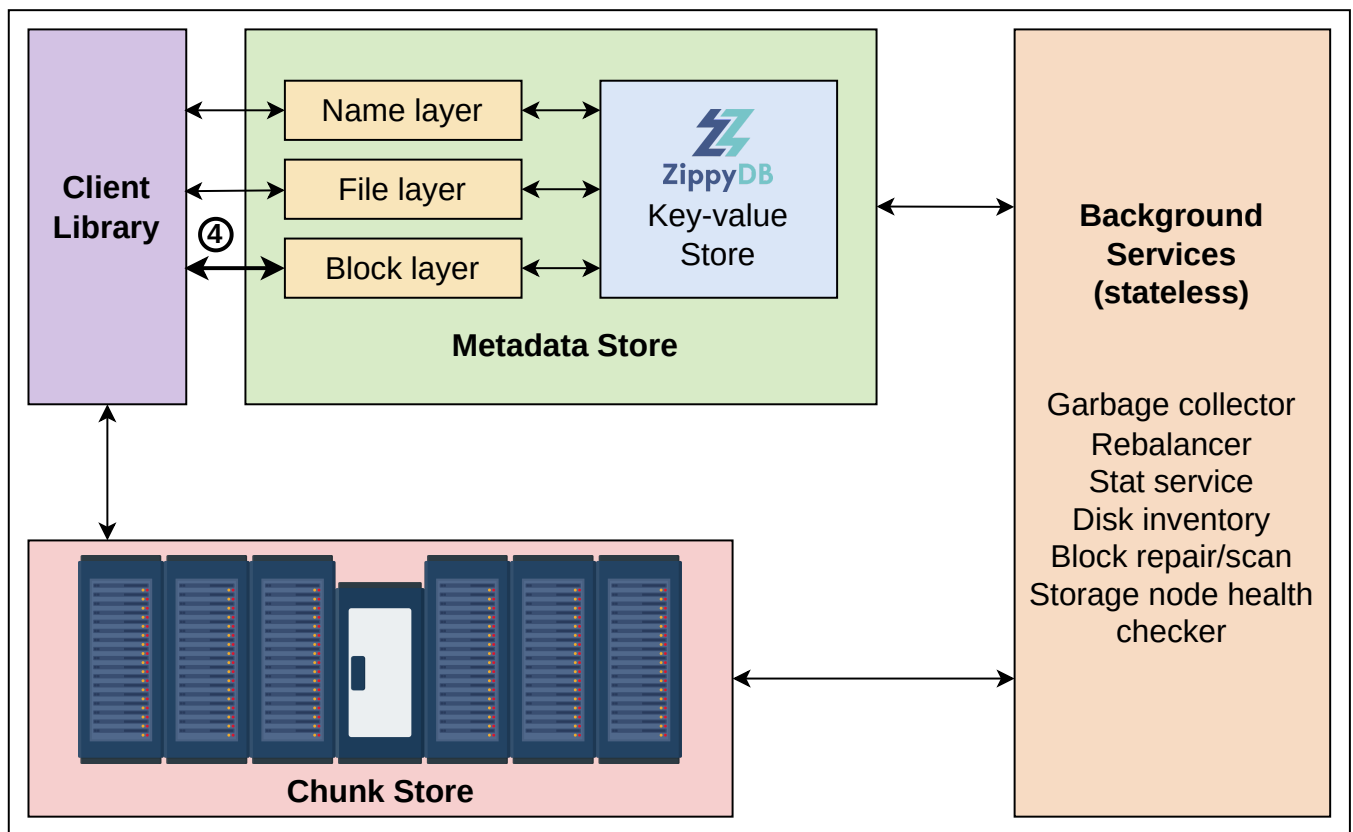 Client
Library
4
Name layer
File layer
Block layer
ZippyDB
Key-value
Store
Metadata Store
Background
Services
(stateless)
Garbage collector
Rebalancer
Stat service
Disk inventory
Block repair/scan
Storage node health
checker
Chunk Store